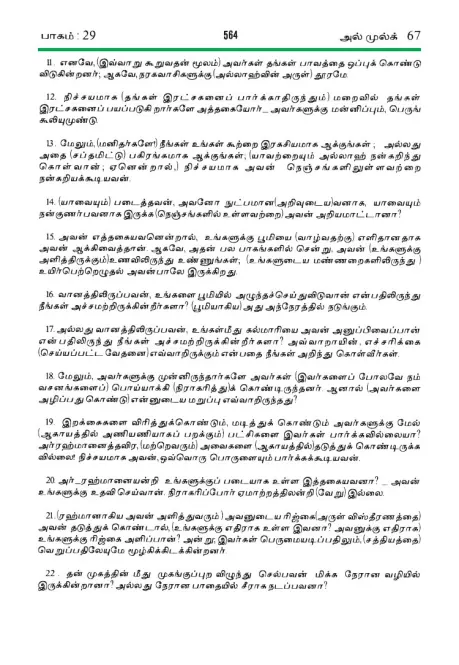 பாகம் : 29 564 அல் முல்க் 67
11. எனவே, (இவ்வாறு கூறுவதன் மூலம்) அவர்கள் தங்கள் பாவத்தை ஒப்புக் கொண்டு
விடுகின்றனர்; ஆகவே, நரகவாசிகளுக்கு (அல்லாஹ்வின் அருள்) தூரமே.
12. நிச்சயமாக (தங்கள் இரட்சகனைப் பார்க்காதிருந்தும்) மறைவில் தங்கள்
இரட்சகனைப் பயப்படுகிறார்களே அத்தகையோர்_ அவர்களுக்கு மன்னிப்பும், பெருங்
கூலியுமுண்டு.
13. மேலும், (மனிதர்களே!) நீங்கள் உங்கள் கூற்றை இரகசியமாக ஆக்குங்கள் ; அல்லது
அதை (சப்தமிட்டு) பகிரங்கமாக ஆக்குங்கள்; (யாவற்றையும் அல்லாஹ் நன்கறிந்து
கொள்வான் ; ஏனென்றால்,) நிச்சயமாக அவன் நெஞ்சங்களிலுள்ளவற்றை
நன்கறியக்கூடியவன்.
14. (யாவையும்) படைத்தவன், அவனோ நுட்பமான(அறிவுடைய)வனாக, யாவையும்
நன்குணர்பவனாக இருக்க (நெஞ்சங்களில் உள்ளவற்றை) அவன் அறியமாட்டானா?
15. அவன் எத்தகையவனென்றால், உங்களுக்கு பூமியை (வாழ்வதற்கு) எளிதானதாக
அவன் ஆக்கிவைத்தான். ஆகவே, அதன் பல பாகங்களில் சென்று, அவன் (உங்களுக்கு
அளித்திருக்கும்) உணவிலிருந்து உண்ணுங்கள்; (உங்களுடைய மண்ணறைகளிலிருந்து )
உயிர்பெற்றெழுதல் அவன்பாலே இருக்கிறது.
16. வானத்திலிருப்பவன், உங்களை பூமியில் அழுந்தச்செய்துவிடுவான் என்பதிலிருந்து
நீங்கள் அச்சமற்றிருக்கின்றீர்களா? (பூமியாகிய) அது அந்நேரத்தில் நடுங்கும்.
17. அல்லது வானத்திலிருப்பவன், உங்கள்மீது கல்மாரியை அவன் அனுப்பிவைப்பான்
என்பதிலிருந்து நீங்கள் அச்சமற்றிருக்கின்றீர்களா? அவ்வாறாயின், எச்சரிக்கை
(செய்யப்பட்ட வேதனை) எவ்வாறிருக்கும் என்பதை நீங்கள் அறிந்து கொள்வீர்கள்.
18. மேலும், அவர்களுக்கு முன்னிருந்தார்களே அவர்கள் (இவர்களைப் போலவே நம்
வசனங்களைப்) பொய்யாக்கி (நிராகரித்து)க் கொண்டிருந்தனர். ஆனால் (அவர்களை
அழிப்பது கொண்டு) என்னுடைய மறுப்பு எவ்வாறிருந்தது?
19. இறக்கைகளை விரித்துக்கொண்டும், மடித்துக் கொண்டும் அவர்களுக்கு மேல்
(ஆகாயத்தில் அணியணியாகப் பறக்கும்) பட்சிகளை இவர்கள் பார்க்கவில்லையா?
அர்ரஹ்மானைத்தவிர, (மற்றெவரும்) அவைகளை (ஆகாயத்தில்)தடுத்துக் கொண்டிருக்க
வில்லை! நிச்சயமாக அவன், ஒவ்வொரு பொருளையும் பார்க்கக்கூடியவன்.
20. அர்_ரஹ்மானையன்றி உங்களுக்குப் படையாக உள்ள இத்தகையவனா? _ அவன்
உங்களுக்கு உதவி செய்வான். நிராகரிப்போர் ஏமாற்றத்திலன்றி (வேறு) இல்லை.
21. (ரஹ்மானாகிய அவன் அளித்துவரும் ) அவனுடைய ரிஜ்கை(அருள் விஸ்தீரணத்தை)
அவன் தடுத்துக் கொண்டால், (உங்களுக்கு எதிராக உள்ள இவனா? அவனுக்கு எதிராக)
உங்களுக்கு ரிஜ்கை அளிப்பான்? அன்று; இவர்கள் பெருமையடிப்பதிலும், (சத்தியத்தை)
வெறுப்பதிலேயுமே மூழ்கிக்கிடக்கின்றனர்.
22. தன் முகத்தின் மீது முகங்குப்புற விழுந்து செல்பவன் மிக்க நேரான வழியில்
இருக்கின்றானா? அல்லது நேரான பாதையில் சீராக நடப்பவனா?